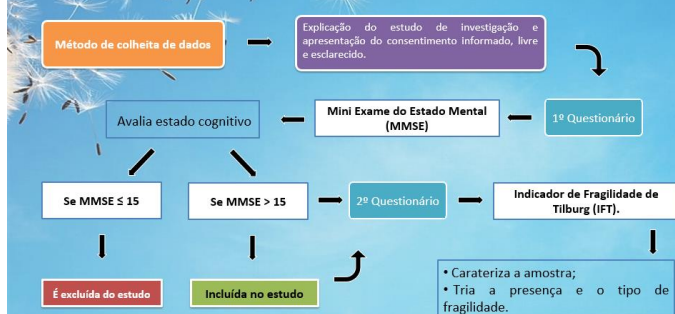 Método de colheita de dados
Explicação do estudo de investigação e
apresentação do consentimento informado, livre
e esclarecido.
1º Questionário
Mini Exame do Estado Mental
(MMSE)
Avalia estado cognitivo
Se MMSE ≤ 15
Se MMSE > 15
2º Questionário
Indicador de Fragilidade de
Tilburg (IFT).
É excluída do estudo
Incluída no estudo
• Carateriza a amostra;
• Tria a presença e o tipo de
fragilidade.